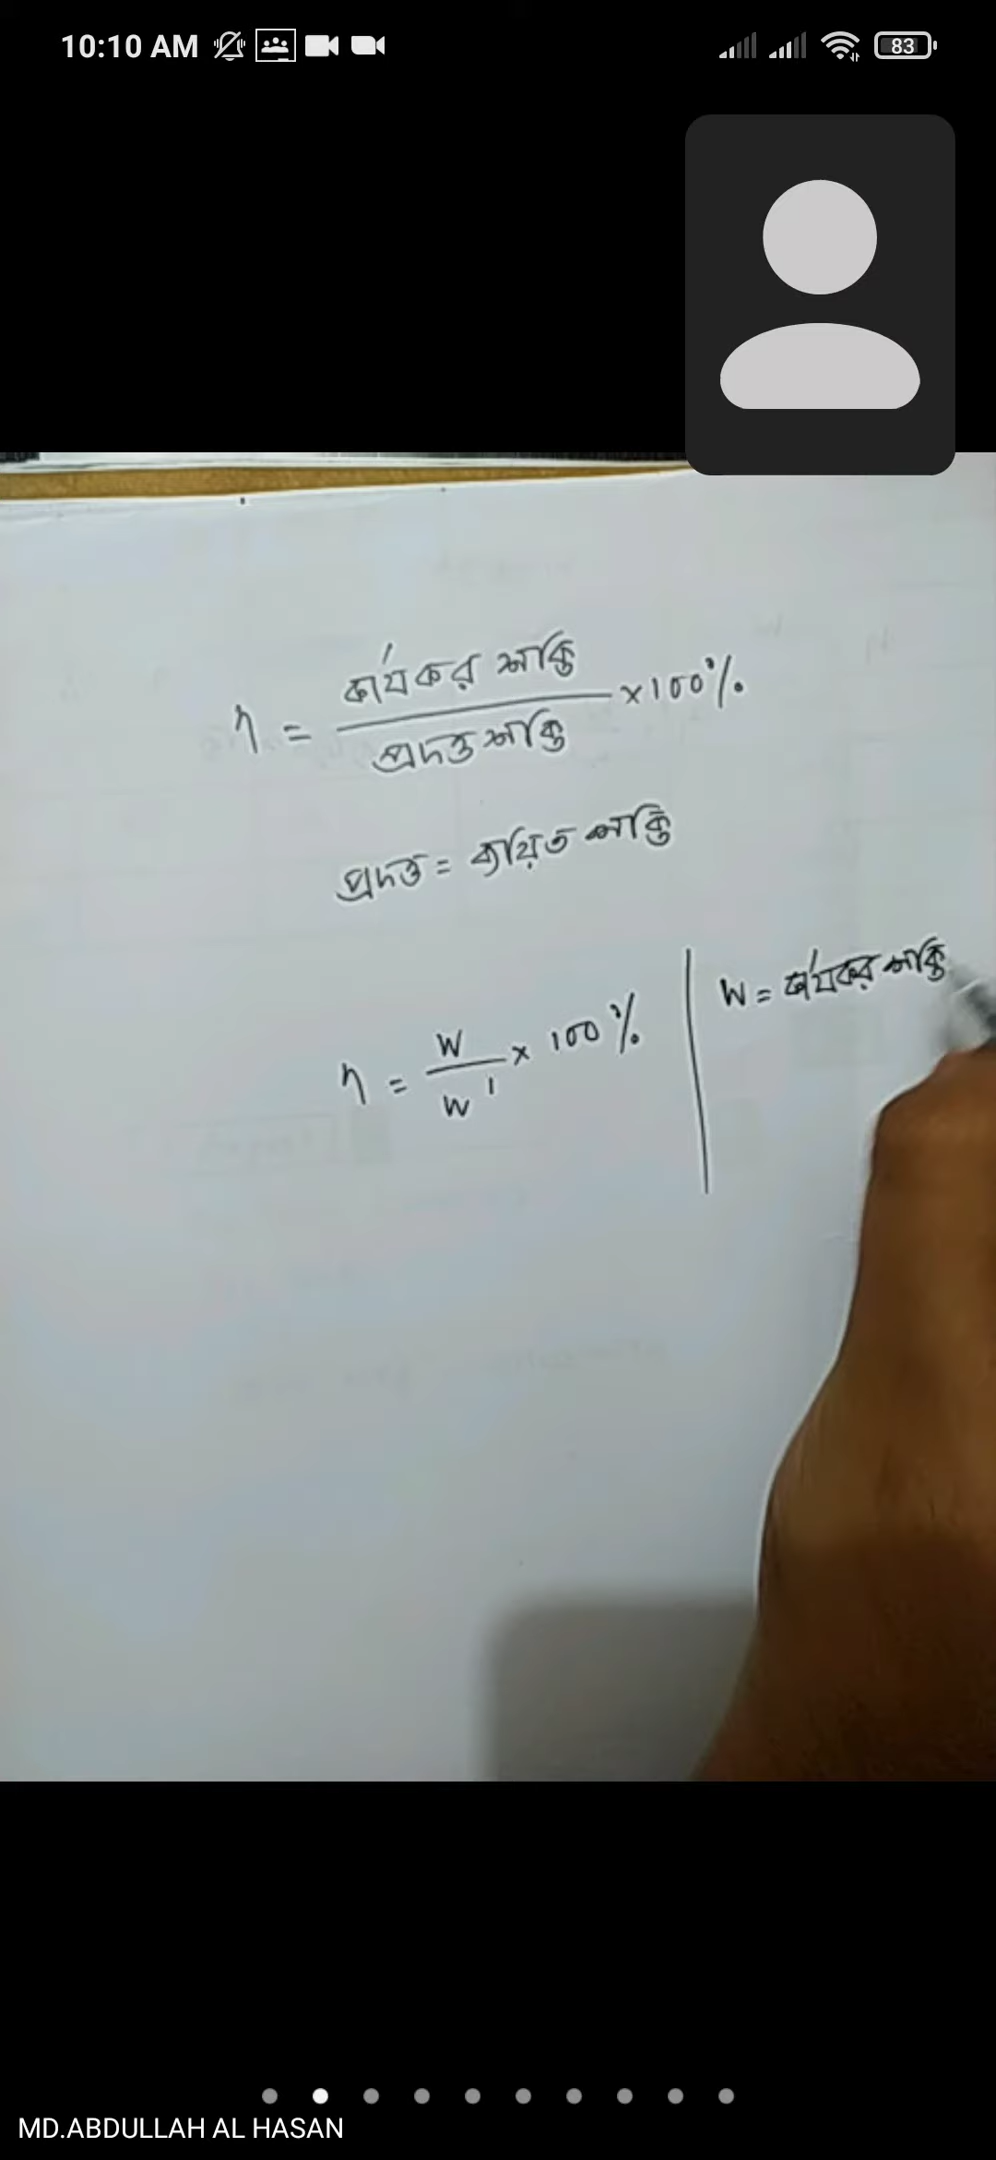 10:10 AM
83
η = কার্যকর শক্তি / প্রদত্ত শক্তি ×100%
প্রদত্ত = ব্যয়িত শক্তি
η = W / W' × 100%
W = কার্যকর শক্তি
MD.ABDULLAH AL HASAN